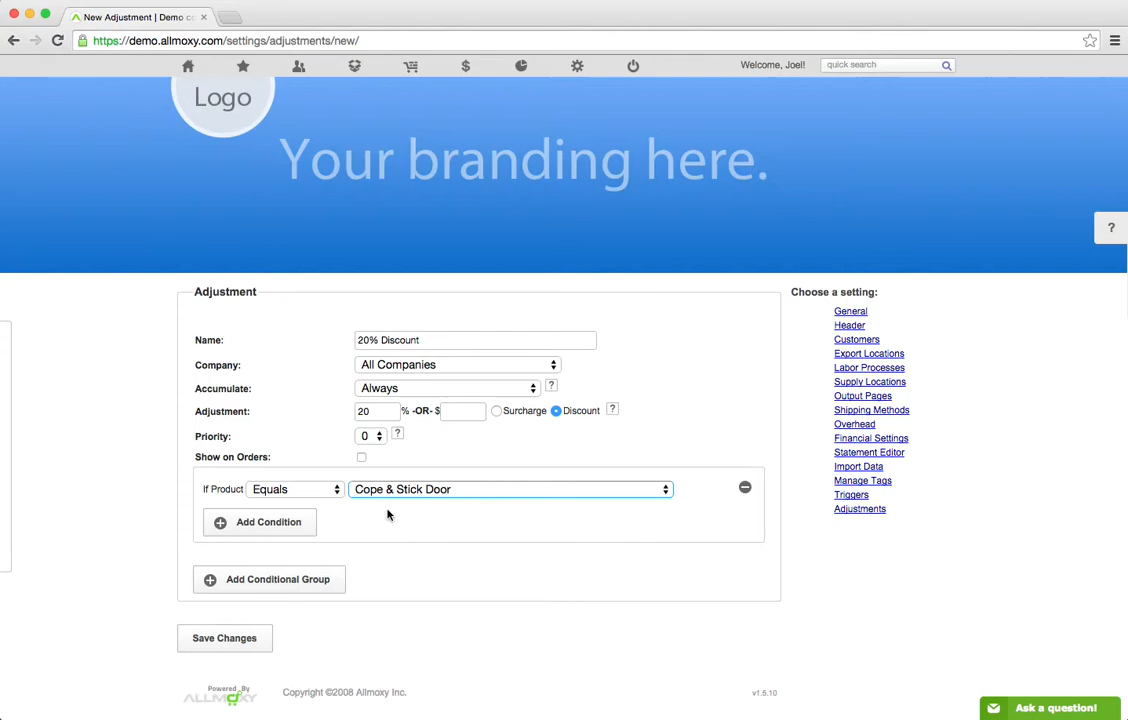 New Adjustment | Demo c
https://demo.allmoxy.com/settings/adjustments/new/
Welcome, Joel!
quick search
Logo
Your branding here.
?
Adjustment
Choose a setting:
Name: 20% Discount
Company: All Companies
Accumulate: Always ?
Adjustment: 20 % -OR- $ Surcharge Discount ?
Priority: 0 ?
Show on Orders:
If Product Equals Cope & Stick Door
Add Condition
Add Conditional Group
Save Changes
General
Header
Customers
Export Locations
Labor Processes
Supply Locations
Output Pages
Shipping Methods
Overhead
Financial Settings
Statement Editor
Import Data
Manage Tags
Triggers
Adjustments
Powered By
ALLMOXY
Copyright ©2008 Allmoxy Inc.
v1.5.10
Ask a question!